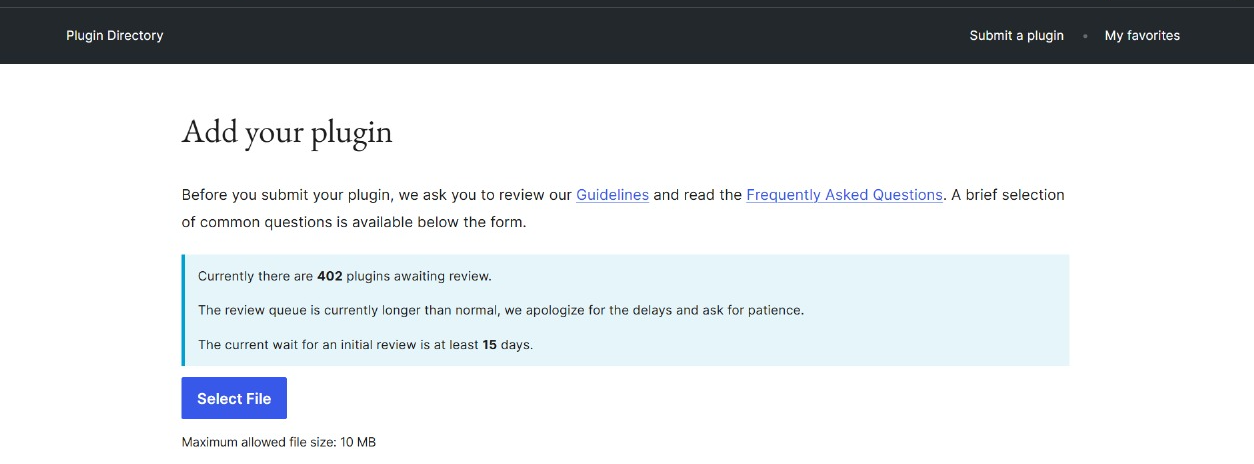 Plugin Directory
Submit a plugin • My favorites
Add your plugin
Before you submit your plugin, we ask you to review our Guidelines and read the Frequently Asked Questions. A brief selection
of common questions is available below the form.
Currently there are 402 plugins awaiting review.
The review queue is currently longer than normal, we apologize for the delays and ask for patience.
The current wait for an initial review is at least 15 days.
Select File
Maximum allowed file size: 10 MB